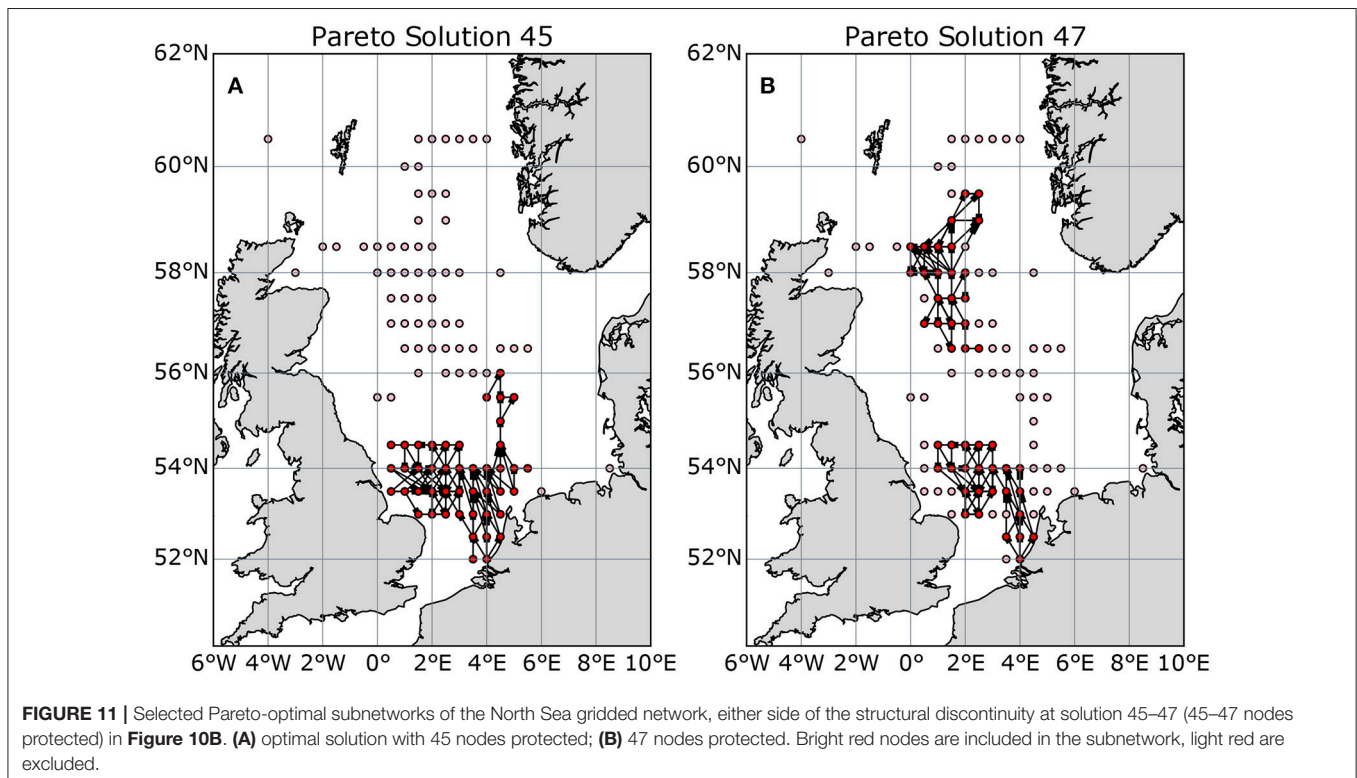 Pareto Solution 45
A
62°N
60°N
58°N
56°N
54°N
52°N
6°W 4°W 2°W 0° 2°E 4°E 6°E 8°E 10°E
Pareto Solution 47
B
62°N
60°N
58°N
56°N
54°N
52°N
6°W 4°W 2°W 0° 2°E 4°E 6°E 8°E 10°E
FIGURE 11 | Selected Pareto-optimal subnetworks of the North Sea gridded network, either side of the structural discontinuity at solution 45–47 (45–47 nodes
protected) in Figure 10B. (A) optimal solution with 45 nodes protected; (B) 47 nodes protected. Bright red nodes are included in the subnetwork, light red are
excluded.